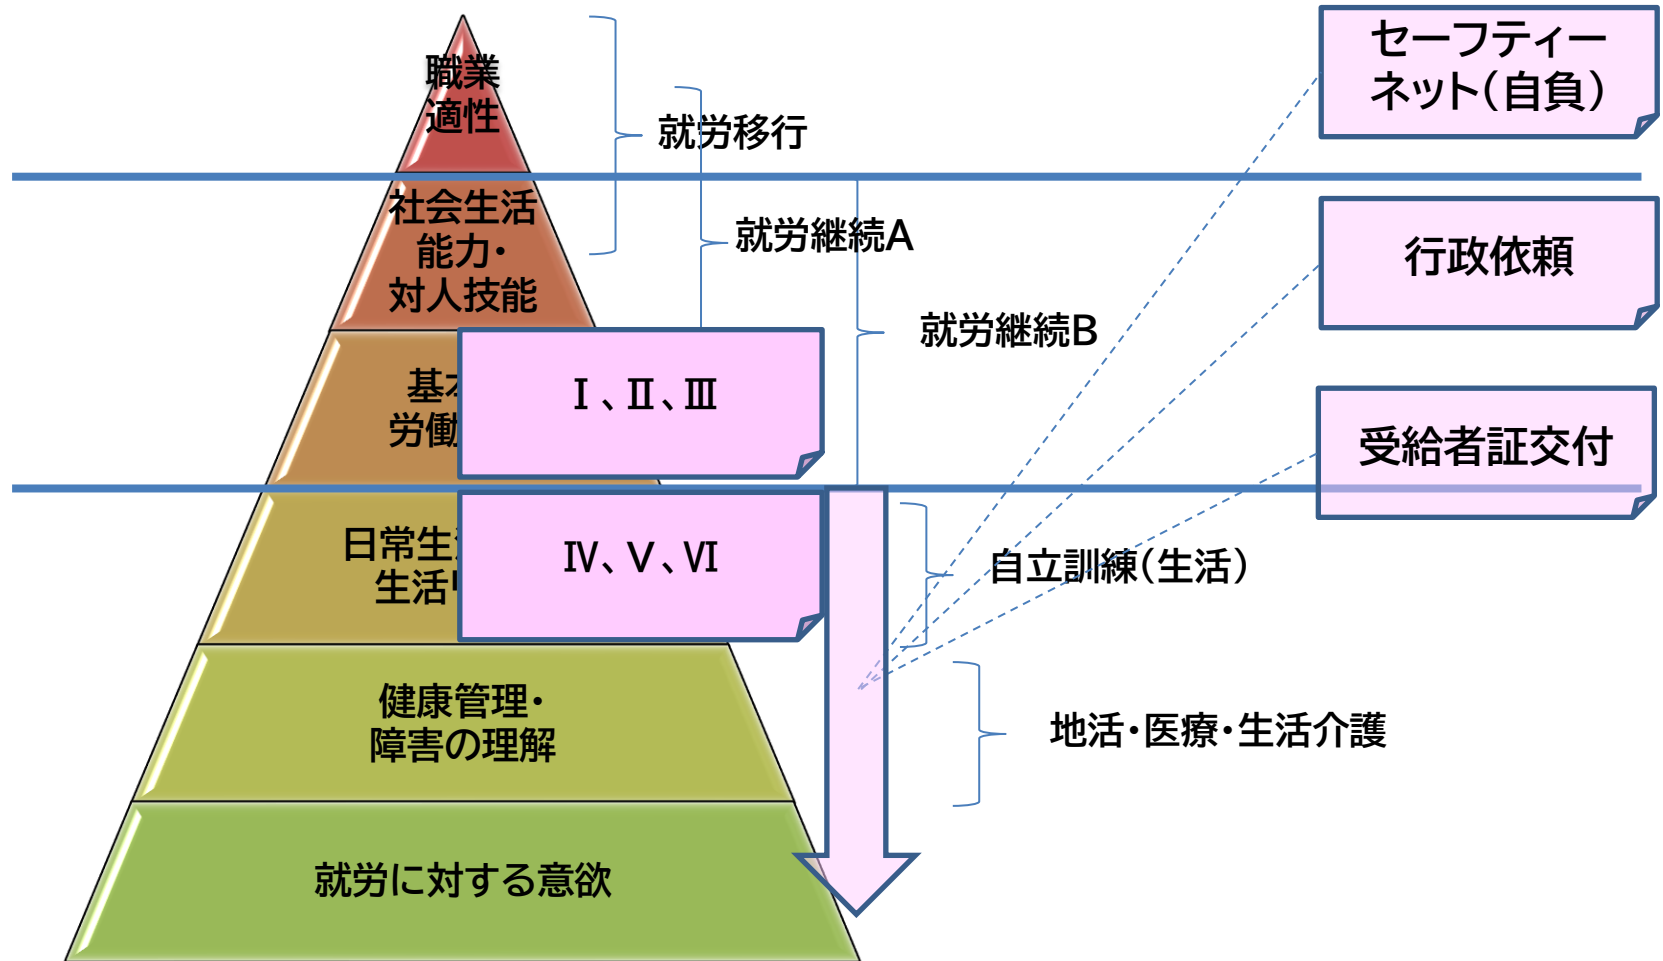 職業
適性
就労移行
社会生活
能力・
対人技能
就労継続A
就労継続B
基本
労働
Ⅰ、Ⅱ、Ⅲ
日常生活
生活
Ⅳ、Ⅴ、Ⅵ
自立訓練(生活)
健康管理・
障害の理解
地活・医療・生活介護
就労に対する意欲
セーフティー
ネット(自負)
行政依頼
受給者証交付